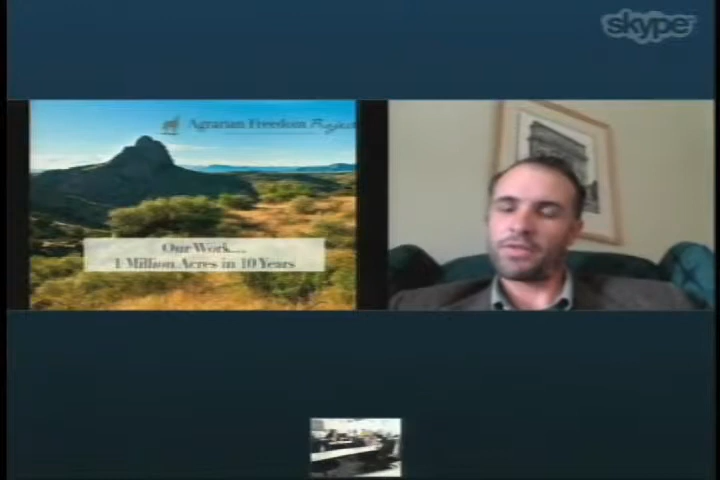 skype
Agrarian Freedom Project
Our Work....
1 Million Acres in 10 Years